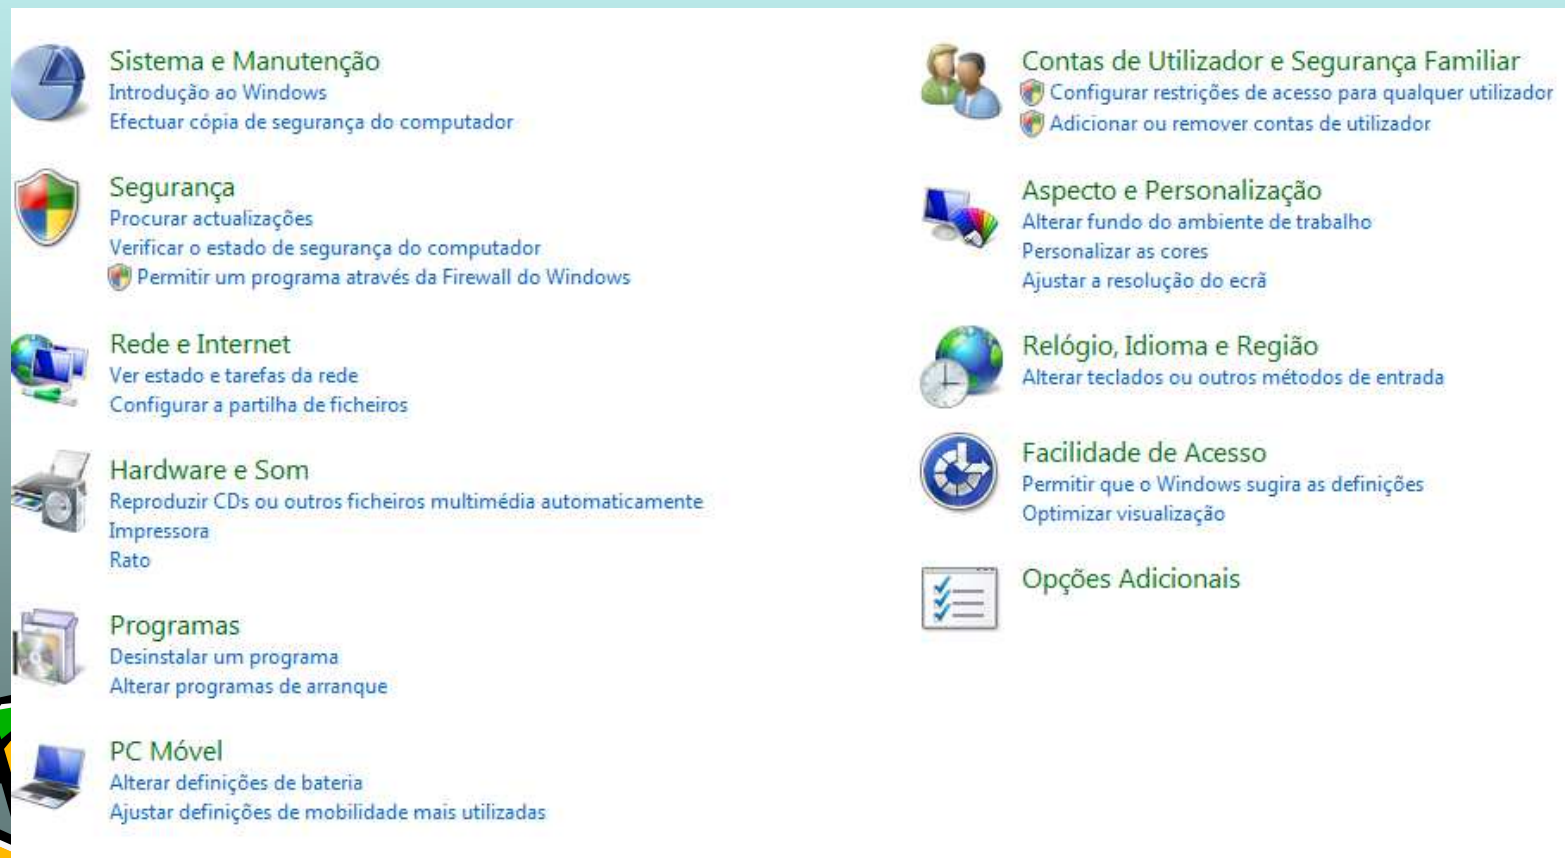 Sistema e Manutenção
Introdução ao Windows
Efectuar cópia de segurança do computador
Segurança
Procurar actualizações
Verificar o estado de segurança do computador
Permitir um programa através da Firewall do Windows
Rede e Internet
Ver estado e tarefas da rede
Configurar a partilha de ficheiros
Hardware e Som
Reproduzir CDs ou outros ficheiros multimédia automaticamente
Impressora
Rato
Programas
Desinstalar um programa
Alterar programas de arranque
PC Móvel
Alterar definições de bateria
Ajustar definições de mobilidade mais utilizadas
Contas de Utilizador e Segurança Familiar
Configurar restrições de acesso para qualquer utilizador
Adicionar ou remover contas de utilizador
Aspecto e Personalização
Alterar fundo do ambiente de trabalho
Personalizar as cores
Ajustar a resolução do ecrã
Relógio, Idioma e Região
Alterar teclados ou outros métodos de entrada
Facilidade de Acesso
Permitir que o Windows sugira as definições
Optimizar visualização
Opções Adicionais